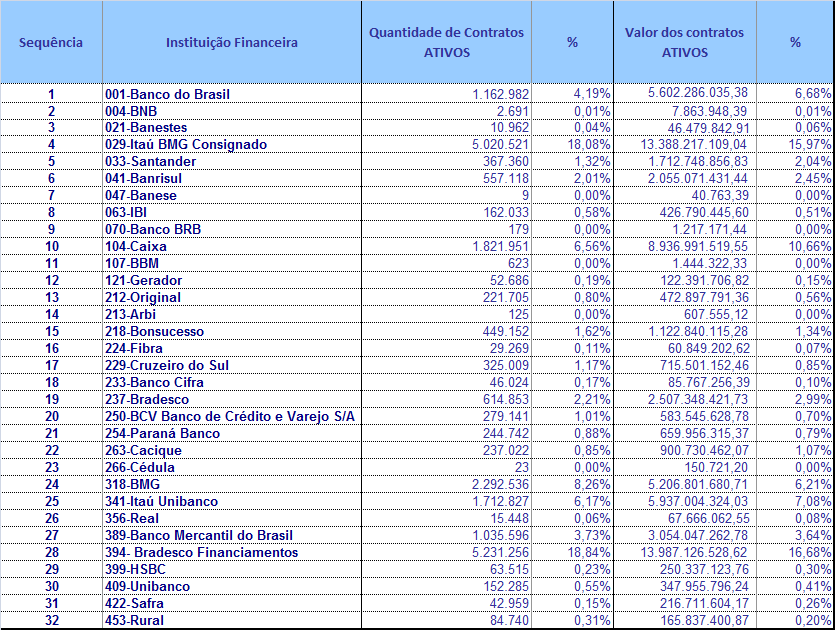 Sequência Instituição Financeira Quantidade de Contratos ATIVOS % Valor dos contratos ATIVOS %
1 001-Banco do Brasil 1.162.982 4,19% 5.602.286.035,38 6,68%
2 004-BNB 2.691 0,01% 7.863.948,39 0,01%
3 021-Banestes 10.962 0,04% 46.479.842,91 0,06%
4 029-Itaú BMG Consignado 5.020.521 18,08% 13.388.217.109,04 15,97%
5 033-Santander 367.360 1,32% 1.712.748.856,83 2,04%
6 041-Banrisul 557.118 2,01% 2.055.071.431,44 2,45%
7 047-Banese 9 0,00% 40.763,39 0,00%
8 063-IBI 162.033 0,58% 426.790.445,60 0,51%
9 070-Banco BRB 179 0,00% 1.217.171,44 0,00%
10 104-Caixa 1.821.951 6,56% 8.936.991.519,55 10,66%
11 107-BBM 623 0,00% 1.444.322,33 0,00%
12 121-Gerador 52.686 0,19% 122.391.706,82 0,15%
13 212-Original 221.705 0,80% 472.897.791,36 0,56%
14 213-Arbi 125 0,00% 607.555,12 0,00%
15 218-Bonsucesso 449.152 1,62% 1.122.840.115,28 1,34%
16 224-Fibra 29.269 0,11% 60.849.202,62 0,07%
17 229-Cruzeiro do Sul 325.009 1,17% 715.501.152,46 0,85%
18 233-Banco Cifra 46.024 0,17% 85.767.256,39 0,10%
19 237-Bradesco 614.853 2,21% 2.507.348.421,73 2,99%
20 250-BCV Banco de Crédito e Varejo S/A 279.141 1,01% 583.545.628,78 0,70%
21 254-Paraná Banco 244.742 0,88% 659.956.315,37 0,79%
22 263-Cacique 237.022 0,85% 900.730.462,07 1,07%
23 266-Cédula 23 0,00% 150.721,20 0,00%
24 318-BMG 2.292.536 8,26% 5.206.801.680,71 6,21%
25 341-Itaú Unibanco 1.712.827 6,17% 5.937.004.324,03 7,08%
26 356-Real 15.448 0,06% 67.666.062,55 0,08%
27 389-Banco Mercantil do Brasil 1.035.596 3,73% 3.054.047.262,78 3,64%
28 394- Bradesco Financiamentos 5.231.256 18,84% 13.987.126.528,62 16,68%
29 399-HSBC 63.515 0,23% 250.337.123,76 0,30%
30 409-Unibanco 152.285 0,55% 347.955.796,24 0,41%
31 422-Safra 42.959 0,15% 216.711.604,17 0,26%
32 453-Rural 84.740 0,31% 165.837.400,87 0,20%